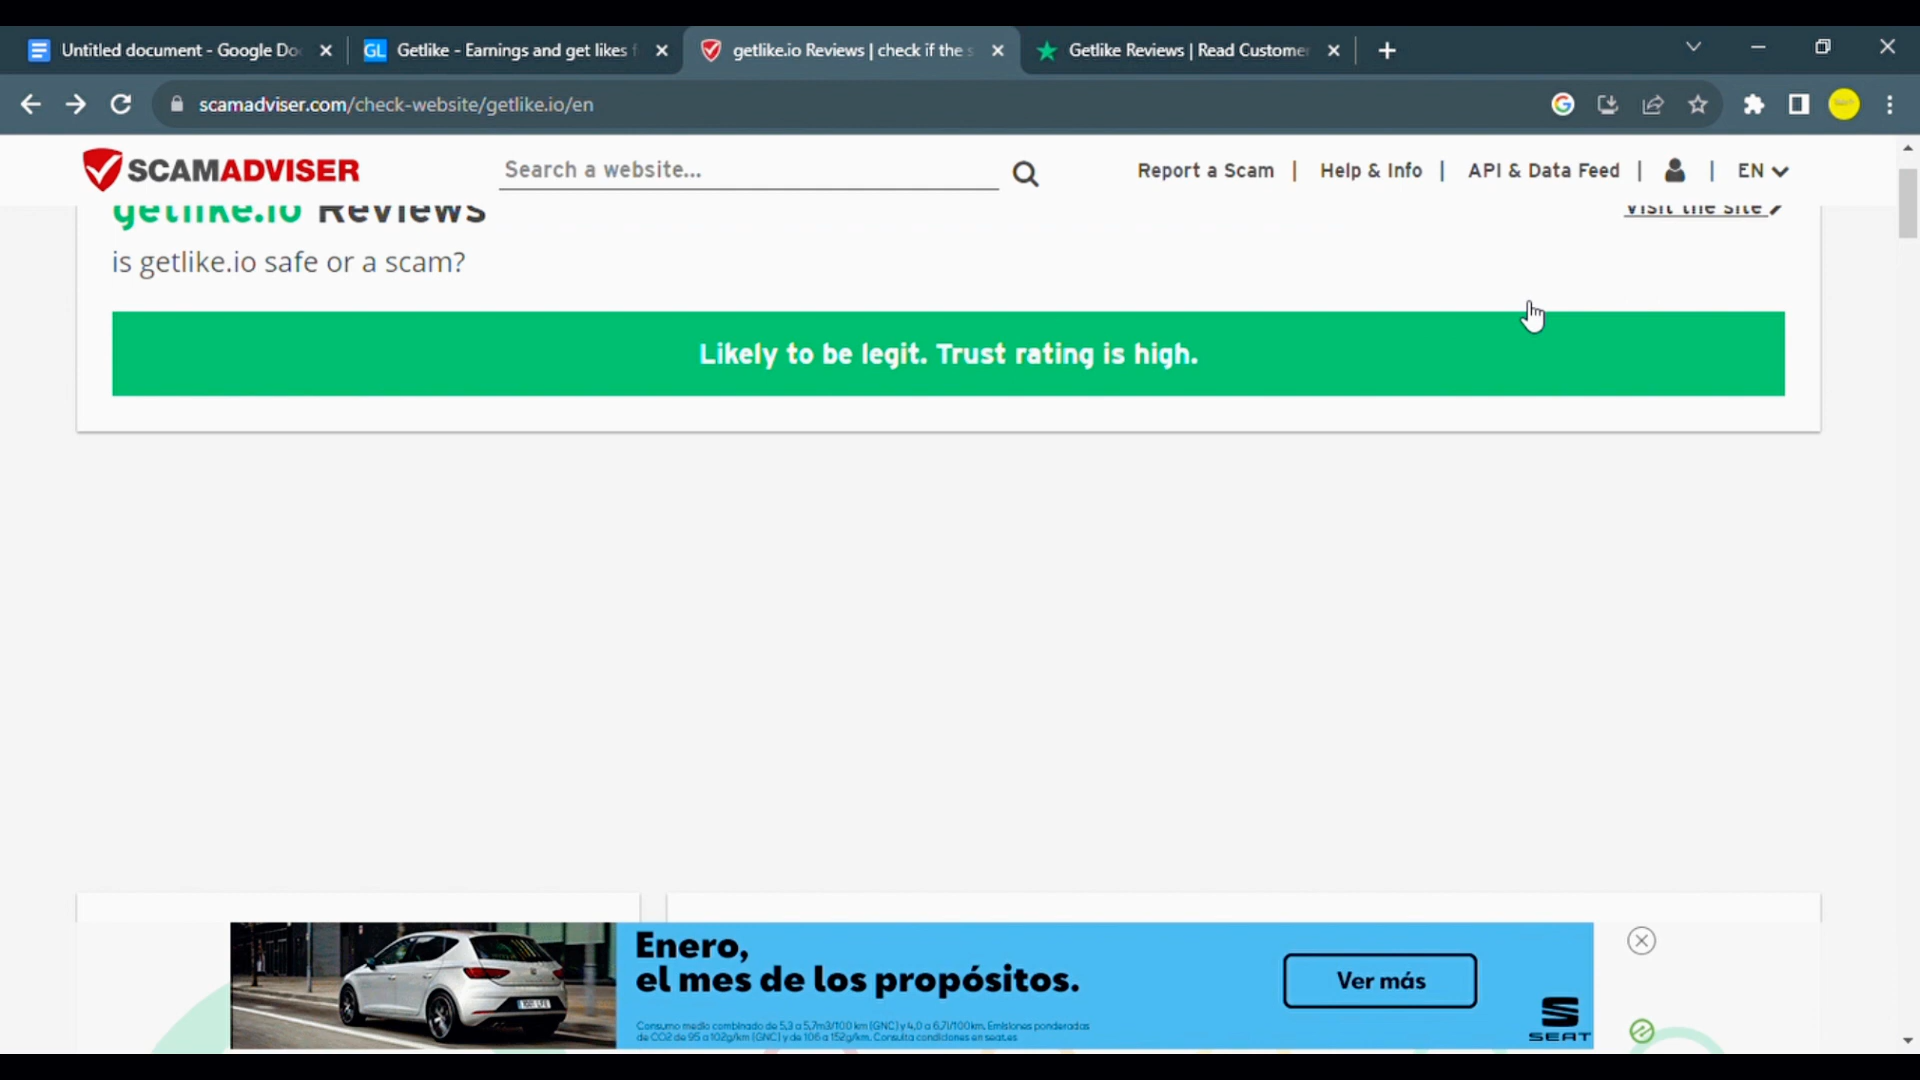 Untitled document - Google Do
GL Getlike - Earnings and get likes f
getlike.io Reviews | check if the s
Getlike Reviews | Read Customer
scamadviser.com/check-website/getlike.io/en
SCAMADVISER
Search a website...
Report a Scam | Help & Info | API & Data Feed | | EN
getlike.io Reviews
Visit the site
is getlike.io safe or a scam?
Likely to be legit. Trust rating is high.
Enero,
el mes de los propósitos.
Ver más
Consumo medio combinado de 5,3 a 5,7m3/100 km (GNC) y 4,0 a 6,7l/100km. Emisiones ponderadas
de CO2 de 95 a 102g/km (GNC) y de 106 a 152g/km. Consulta condiciones en seat.es
SEAT